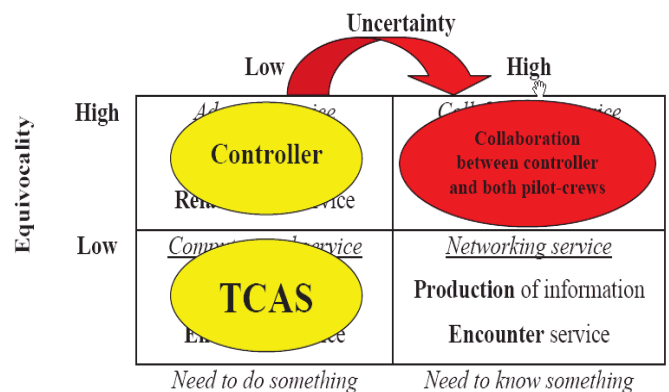 Uncertainty
Low
High
High
Controller
Collaboration
between controller
and both pilot-crews
Equivocality
Low
Networking service
TCAS
Production of information
Encounter service
Need to do something
Need to know something